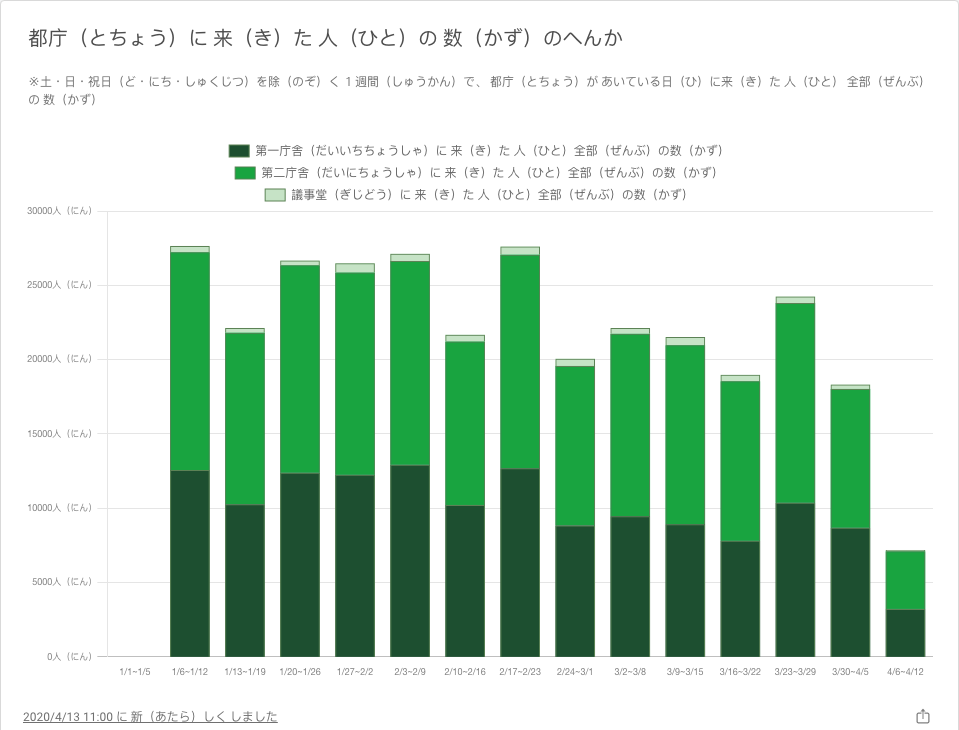 都庁（とちょう）に 来（き）た 人（ひと）の 数（かず）のへんか
※土・日・祝日（ど・にち・しゅくじつ）を除（のぞ）く 1 週間（しゅうかん）で、 都庁（とちょう）が あいている日（ひ）に来（き）た 人（ひと） 全部（ぜんぶ）
の 数（かず）
第一庁舎（だいいちちょうしゃ）に 来（き）た 人（ひと）全部（ぜんぶ）の数（かず）
第二庁舎（だいにちょうしゃ）に 来（き）た 人（ひと）全部（ぜんぶ）の数（かず）
議事堂（ぎじどう）に 来（き）た 人（ひと）全部（ぜんぶ）の数（かず）
30000人（にん）
25000人（にん）
20000人（にん）
15000人（にん）
10000人（にん）
5000人（にん）
0人（にん）
1/1~1/5 1/6~1/12 1/13~1/19 1/20~1/26 1/27~2/2 2/3~2/9 2/10~2/16 2/17~2/23 2/24~3/1 3/2~3/8 3/9~3/15 3/16~3/22 3/23~3/29 3/30~4/5 4/6~4/12
2020/4/13 11:00 に 新（あたら）しく しました